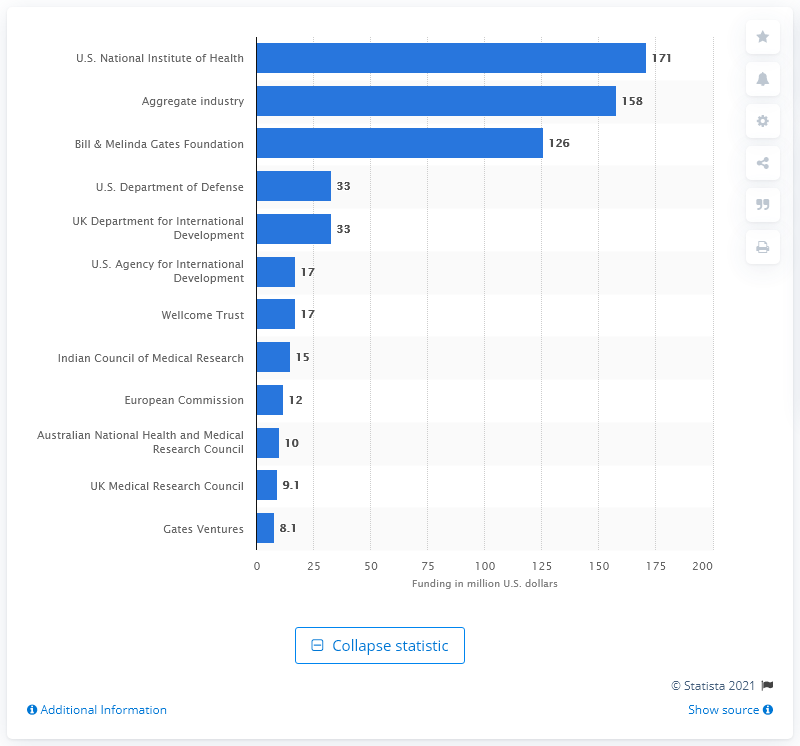 U.S. National Institute of Health 171
Aggregate industry 158
Bill & Melinda Gates Foundation 126
U.S. Department of Defense 33
UK Department for International
Development 33
U.S. Agency for International
Development 17
Wellcome Trust 17
Indian Council of Medical Research 15
European Commission 12
Australian National Health and Medical
Research Council 10
UK Medical Research Council 9.1
Gates Ventures 8.1
0 25 50 75 100 125 150 175 200
Funding in million U.S. dollars
Collapse statistic
© Statista 2021
Additional Information Show source